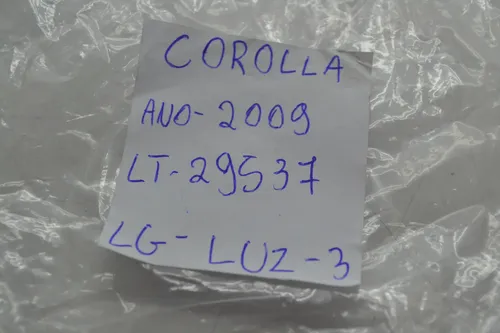 COROLLA
ANO-2009
LT-29537
LG-LUZ-3